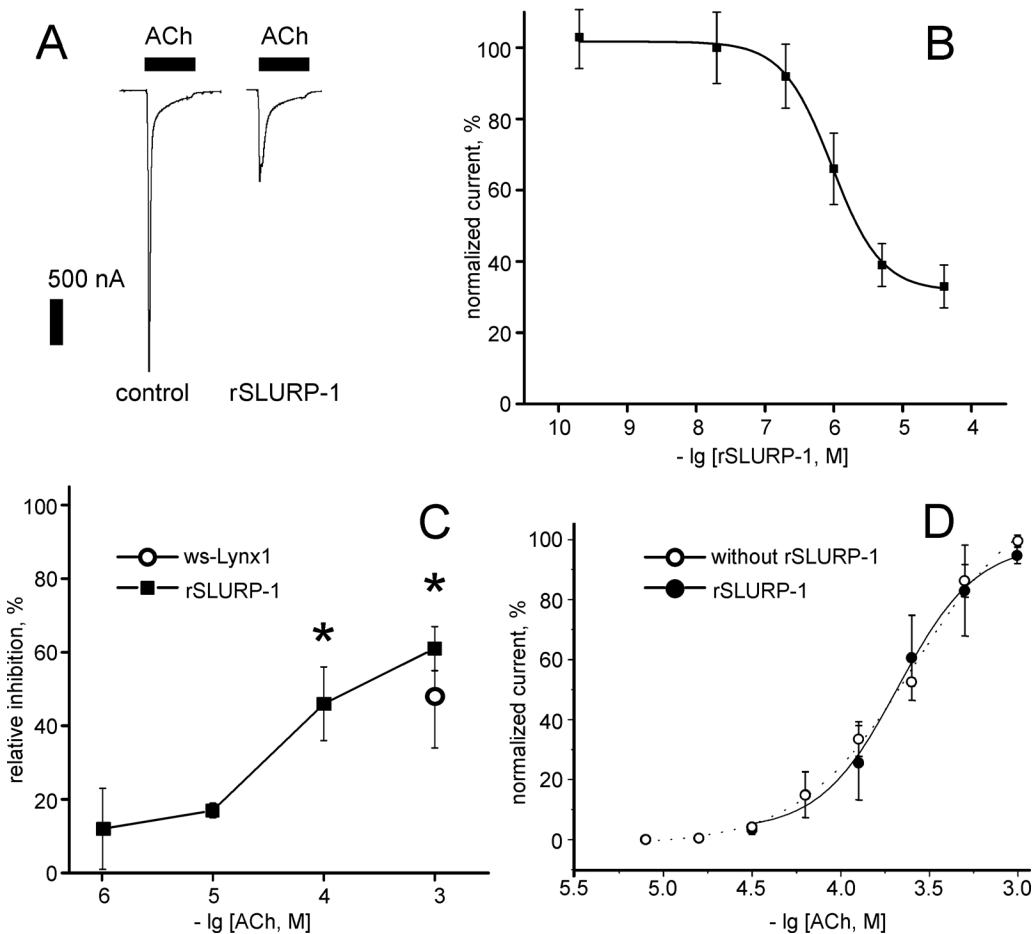 A
ACh
ACh
500 nA
control
rSLURP-1
B
normalized current, %
100
80
60
40
20
0
10
9
8
7
6
5
4
- lg [rSLURP-1, M]
C
relative inhibition, %
100
80
60
40
20
0
ws-Lynx1
rSLURP-1
*
*
6
5
4
3
- lg [ACh, M]
D
normalized current, %
100
80
60
40
20
0
without rSLURP-1
rSLURP-1
5.5
5.0
4.5
4.0
3.5
3.0
- lg [ACh, M]